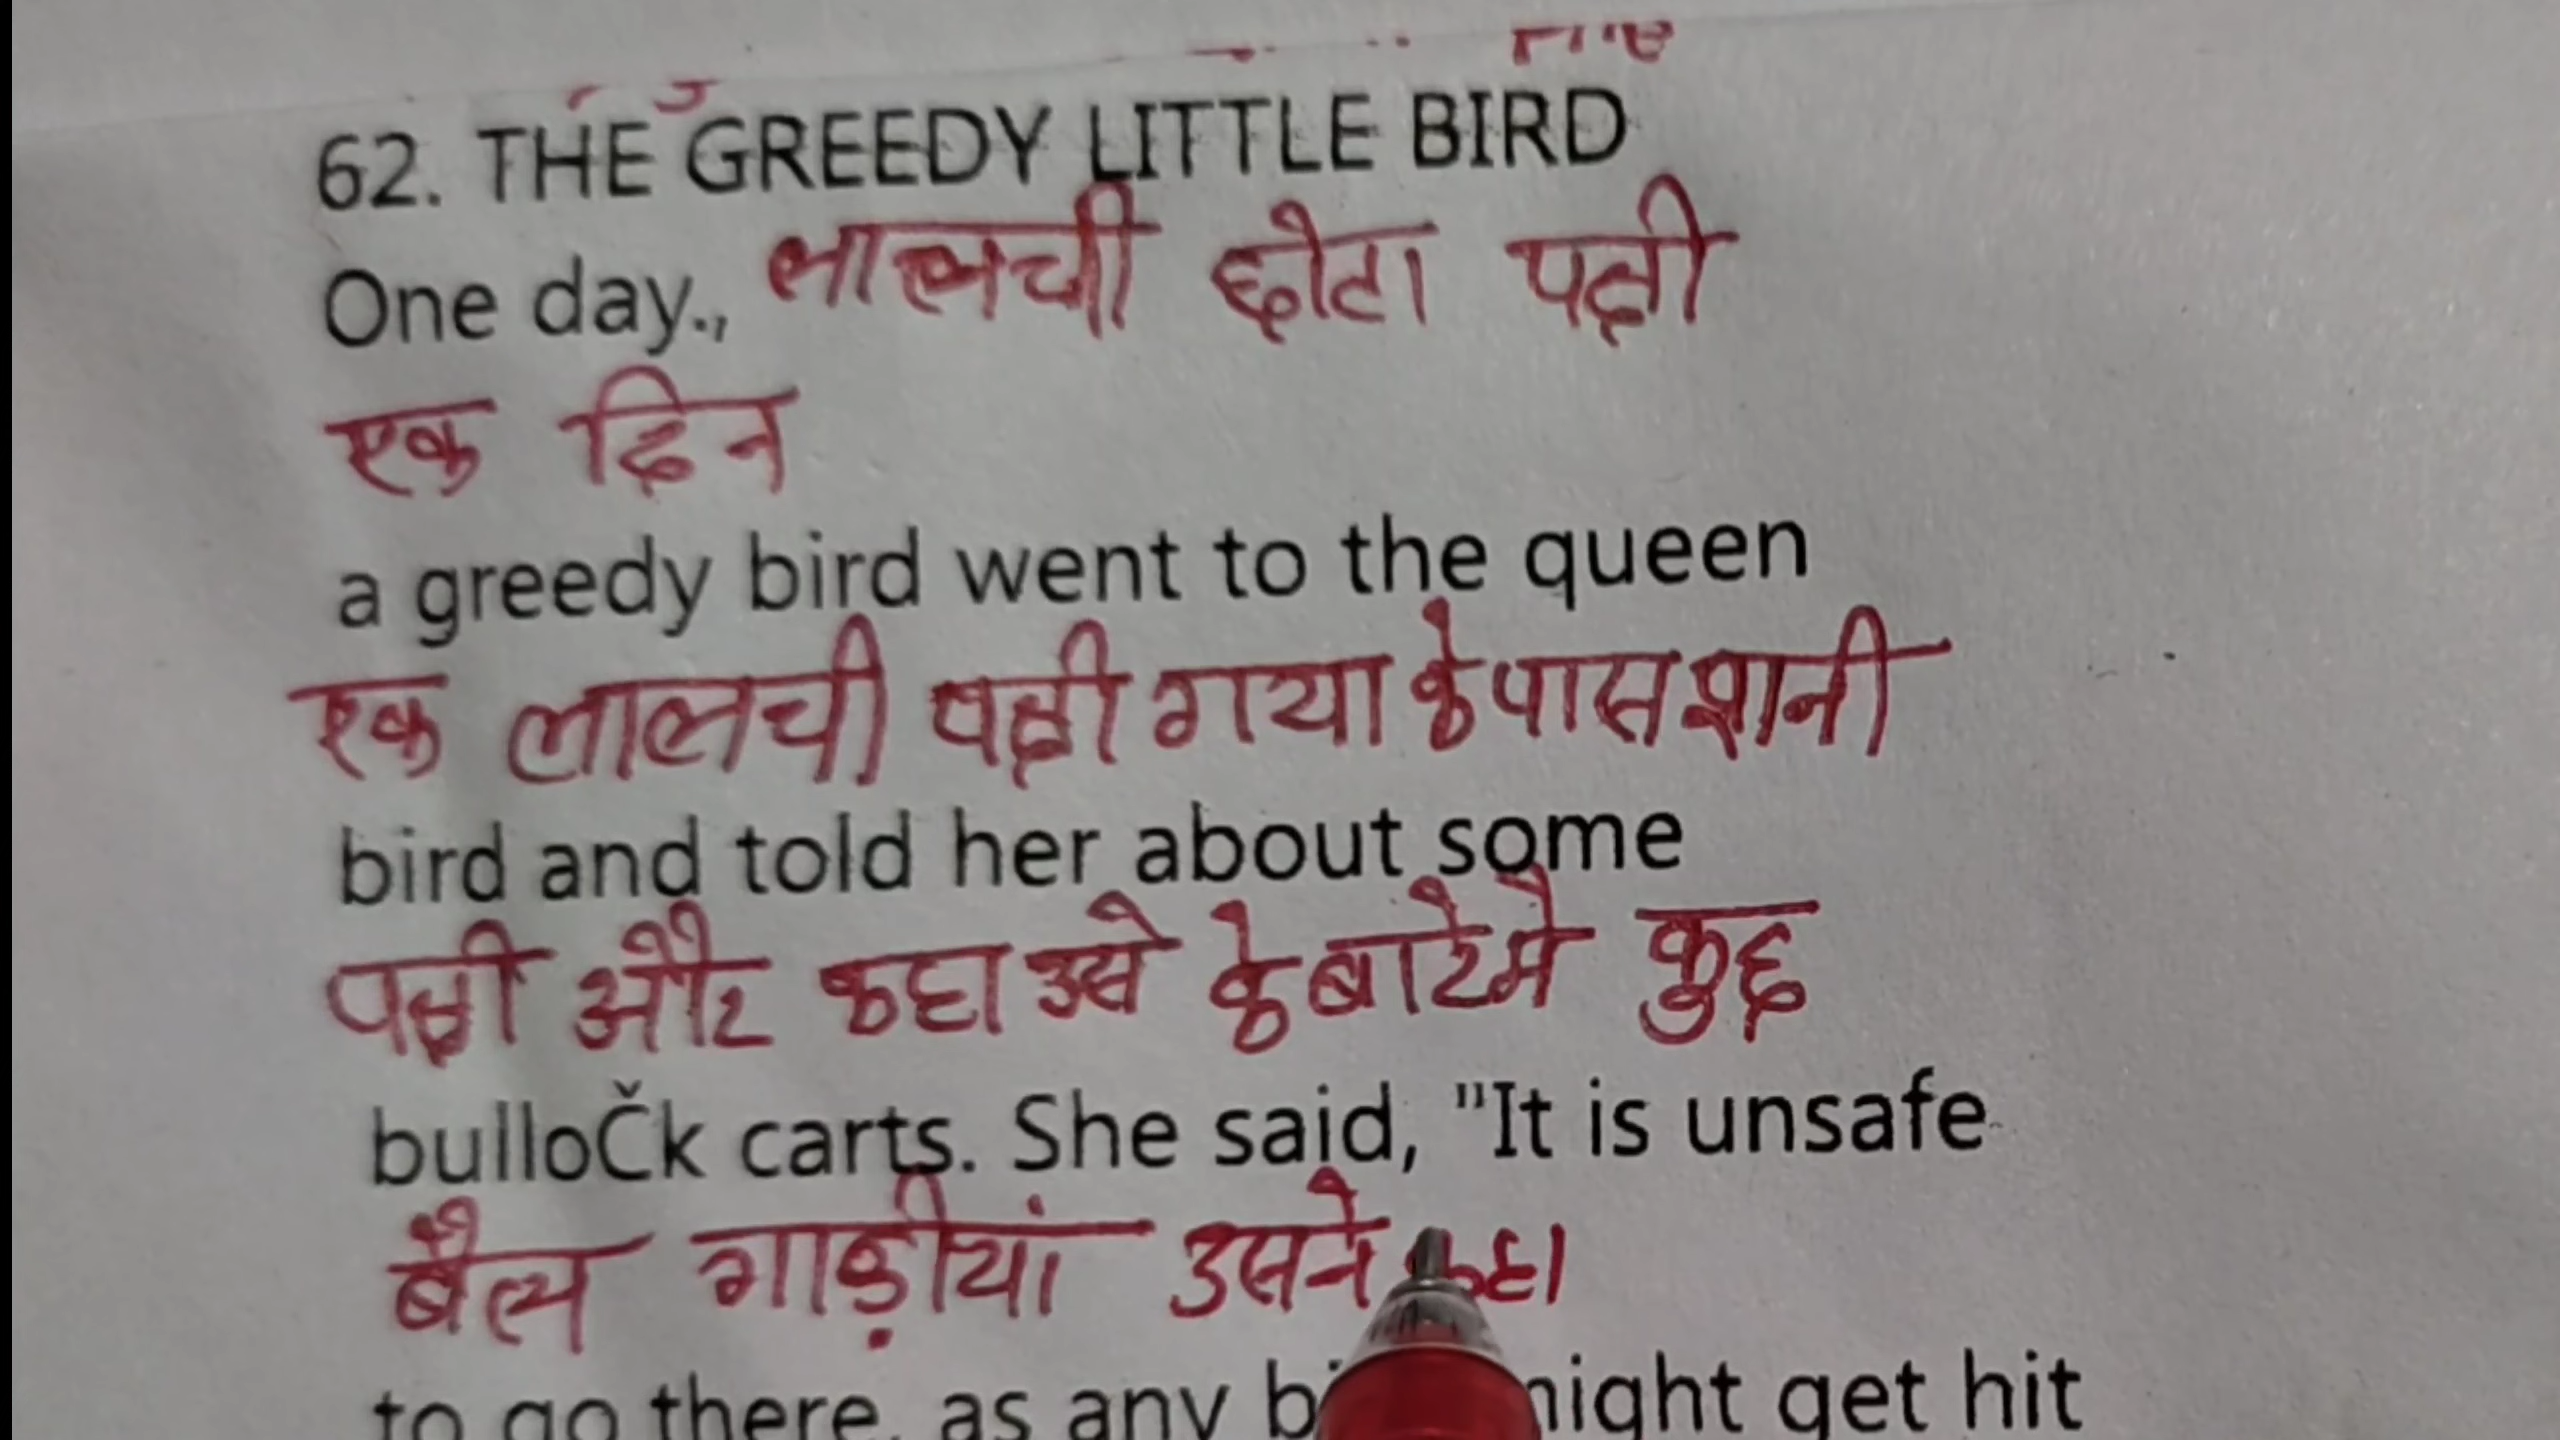 62. THE GREEDY LITTLE BIRD
One day., लालची छोटा पक्षी
एक दिन
a greedy bird went to the queen
एक लालची पक्षी गया के पास रानी
bird and told her about some
पक्षी और कहा उसे के बारे मै कुछ
bulloČk carts. She said, "It is unsafe
बैल गाड़ीयां उसने कहा
to go there, as any might get hit